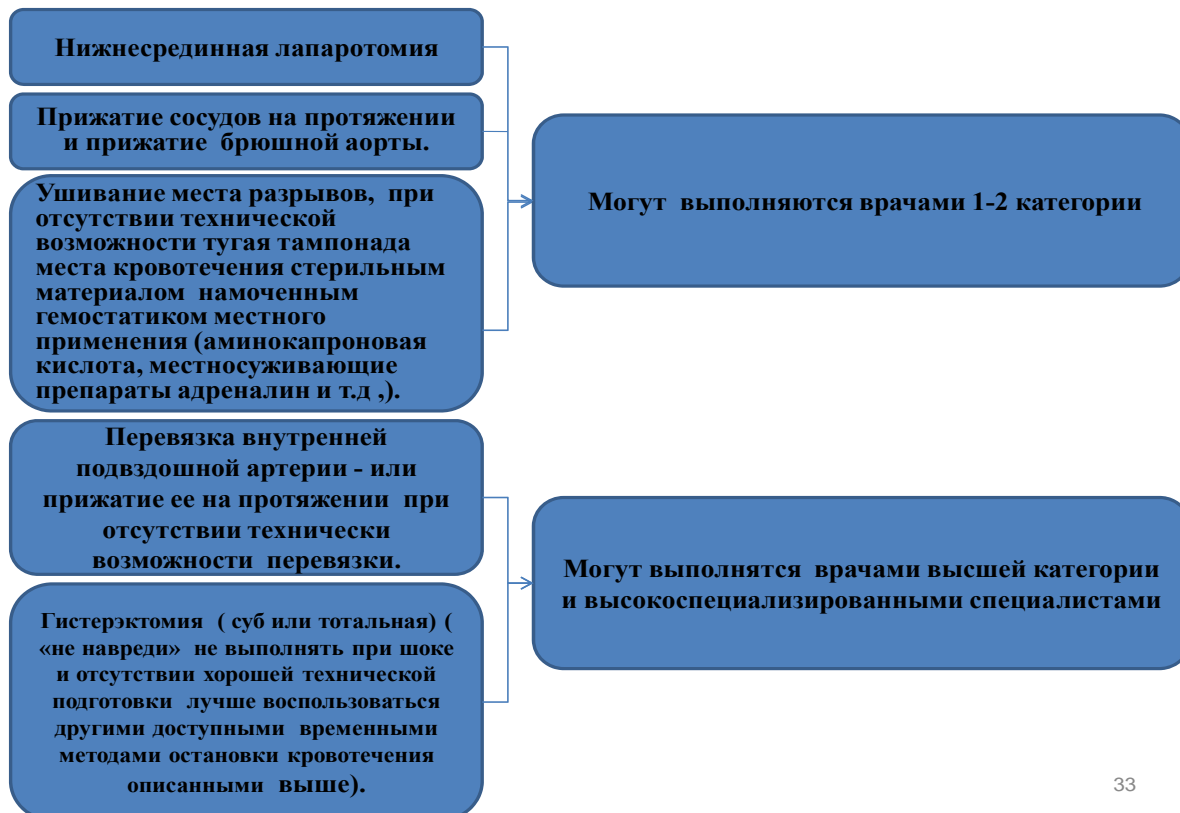 Нижнесрединная лапаротомия
Прижатие сосудов на протяжении
и прижатие брюшной аорты.
Ушивание места разрывов, при
отсутствии технической
возможности тугая тампонада
места кровотечения стерильным
материалом намоченным
гемостатиком местного
применения (аминокапроновая
кислота, местносуживающие
препараты адреналин и т.д ,).
Могут выполняются врачами 1-2 категории
Перевязка внутренней
подвздошной артерии - или
прижатие ее на протяжении при
отсутствии технически
возможности перевязки.
Гистерэктомия ( суб или тотальная) (
«не навреди» не выполнять при шоке
и отсутствии хорошей технической
подготовки лучше воспользоваться
другими доступными временными
методами остановки кровотечения
описанными выше).
Могут выполнятся врачами высшей категории
и высокоспециализированными специалистами
33